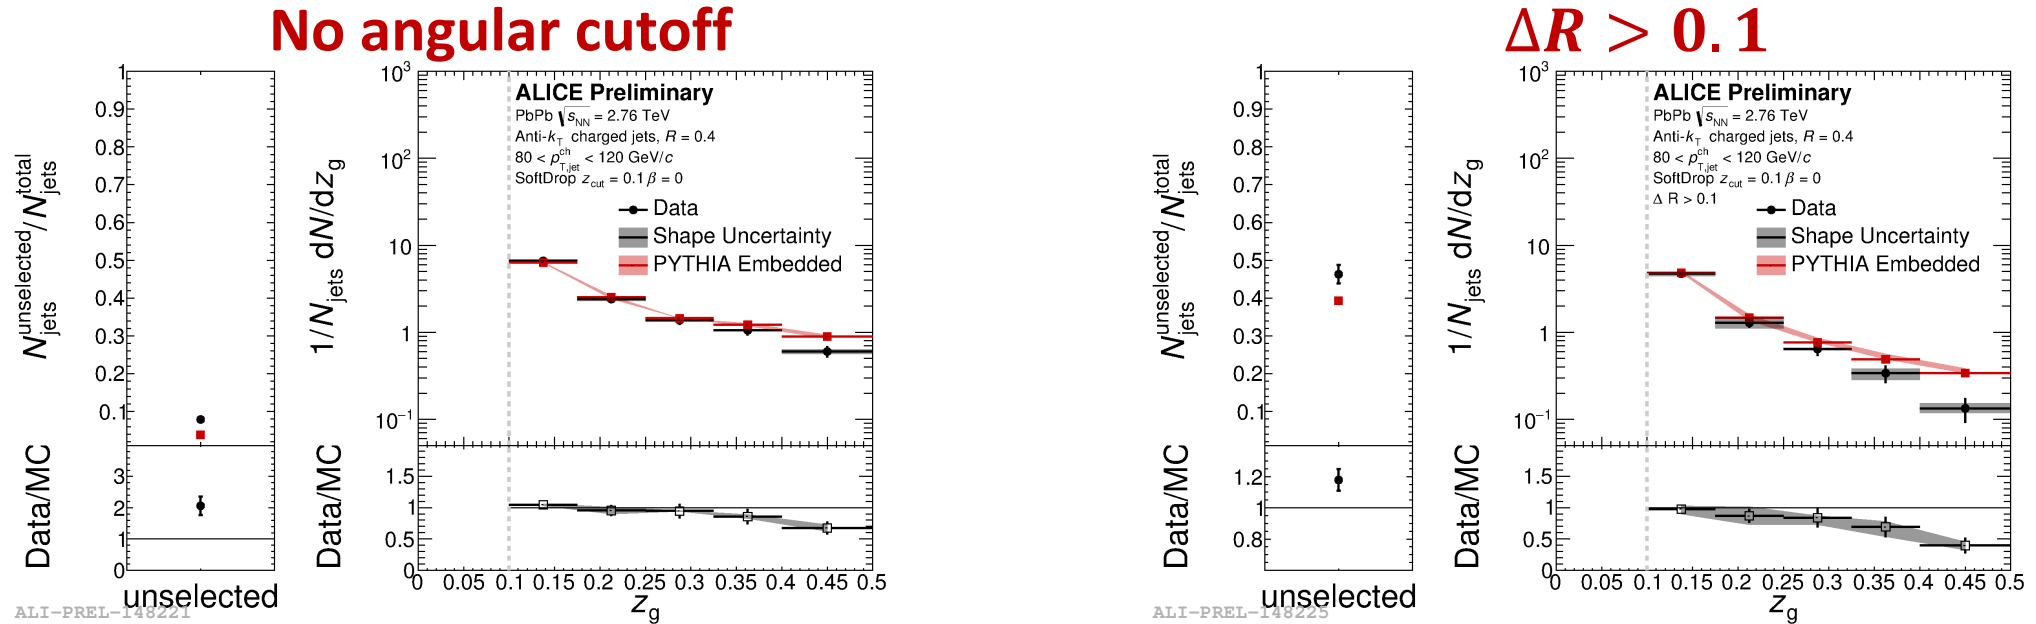 No angular cutoff
N_jets^unselected / N_jets^total
1
0.9
0.8
0.7
0.6
0.5
0.4
0.3
0.2
0.1
Data/MC
3
2
1
0
unselected
ALI-PREL-148221
1/N_jets dN/dz_g
10³
10²
10
1
10⁻¹
ALICE Preliminary
PbPb √s_NN = 2.76 TeV
Anti-k_T charged jets, R = 0.4
80 < p_T,jet^ch < 120 GeV/c
SoftDrop z_cut = 0.1 β = 0
Data
Shape Uncertainty
PYTHIA Embedded
Data/MC
1.5
1
0.5
0
0 0.05 0.1 0.15 0.2 0.25 0.3 0.35 0.4 0.45 0.5
z_g
ΔR > 0.1
N_jets^unselected / N_jets^total
1
0.9
0.8
0.7
0.6
0.5
0.4
0.3
0.2
0.1
Data/MC
1.2
1
0.8
unselected
ALI-PREL-148225
1/N_jets dN/dz_g
10³
10²
10
1
10⁻¹
ALICE Preliminary
PbPb √s_NN = 2.76 TeV
Anti-k_T charged jets, R = 0.4
80 < p_T,jet^ch < 120 GeV/c
SoftDrop z_cut = 0.1 β = 0
Δ R > 0.1
Data
Shape Uncertainty
PYTHIA Embedded
Data/MC
1.5
1
0.5
0
0 0.05 0.1 0.15 0.2 0.25 0.3 0.35 0.4 0.45 0.5
z_g